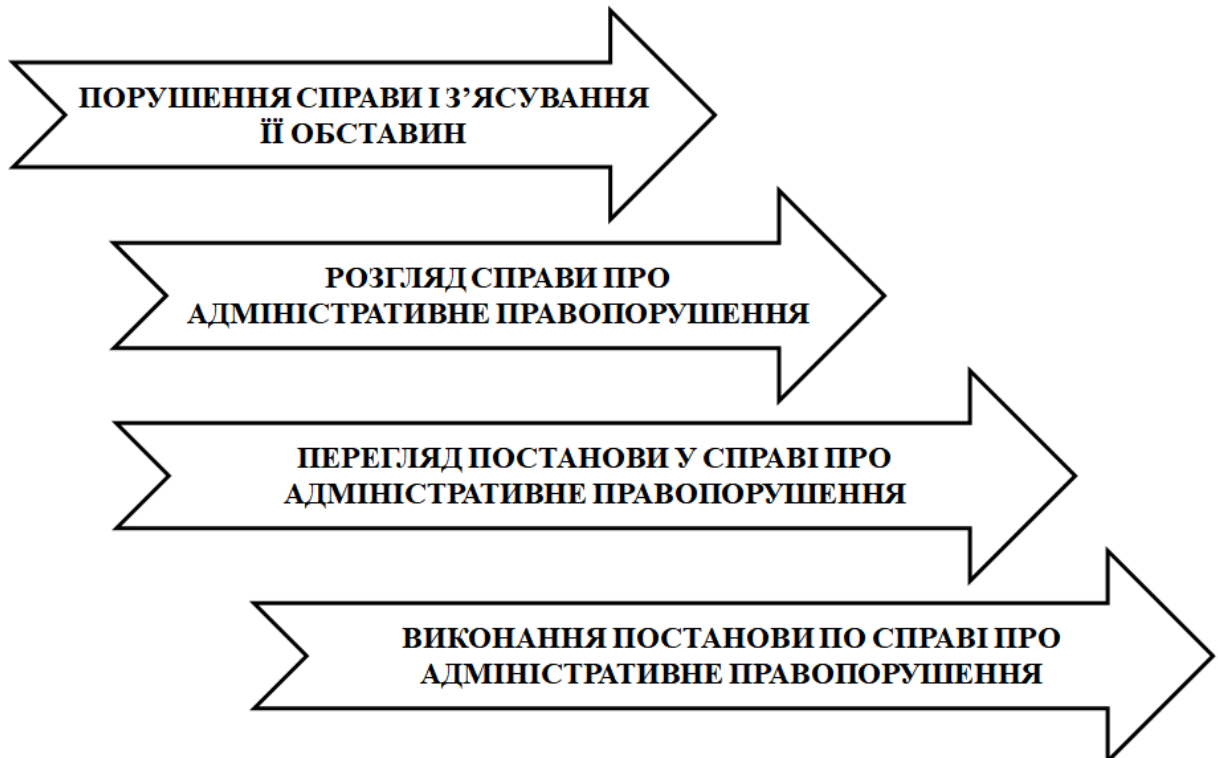 ПОРУШЕННЯ СПРАВИ І З’ЯСУВАННЯ
ЇЇ ОБСТАВИН
РОЗГЛЯД СПРАВИ ПРО
АДМІНІСТРАТИВНЕ ПРАВОПОРУШЕННЯ
ПЕРЕГЛЯД ПОСТАНОВИ У СПРАВІ ПРО
АДМІНІСТРАТИВНЕ ПРАВОПОРУШЕННЯ
ВИКОНАННЯ ПОСТАНОВИ ПО СПРАВІ ПРО
АДМІНІСТРАТИВНЕ ПРАВОПОРУШЕННЯ